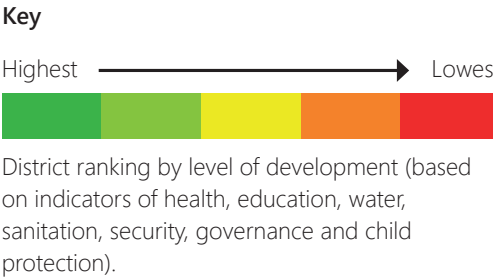 Key
Highest Lowes
District ranking by level of development (based
on indicators of health, education, water,
sanitation, security, governance and child
protection).